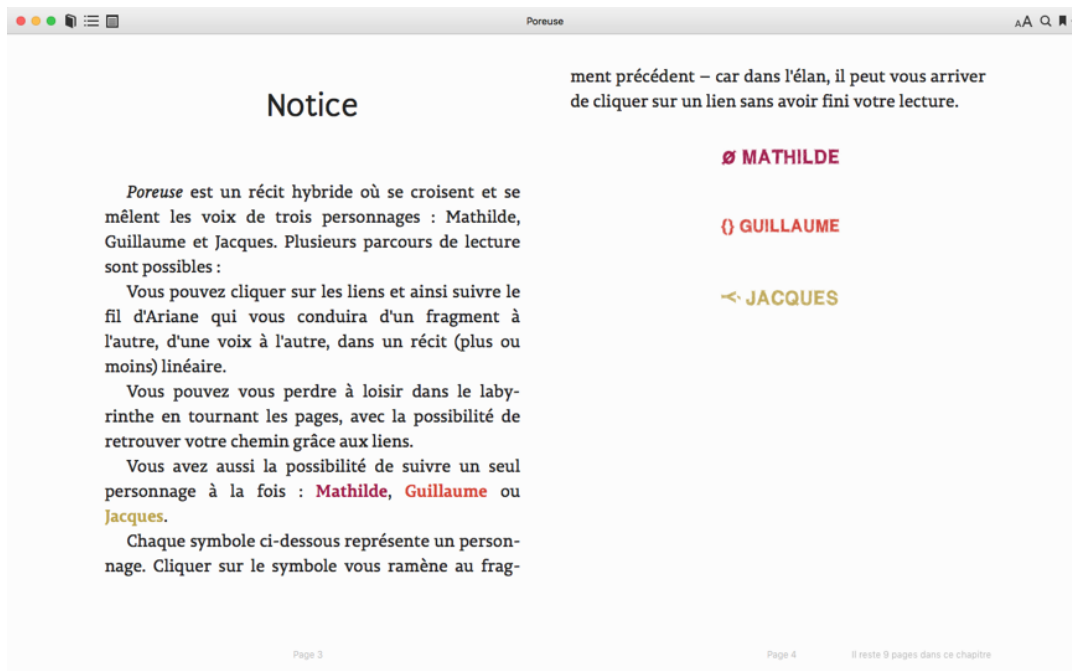 Poreuse
AA
Notice
Poreuse est un récit hybride où se croisent et se
mêlent les voix de trois personnages : Mathilde,
Guillaume et Jacques. Plusieurs parcours de lecture
sont possibles :
Vous pouvez cliquer sur les liens et ainsi suivre le
fil d'Ariane qui vous conduira d'un fragment à
l'autre, d'une voix à l'autre, dans un récit (plus ou
moins) linéaire.
Vous pouvez vous perdre à loisir dans le laby-
rinthe en tournant les pages, avec la possibilité de
retrouver votre chemin grâce aux liens.
Vous avez aussi la possibilité de suivre un seul
personnage à la fois : Mathilde, Guillaume ou
Jacques.
Chaque symbole ci-dessous représente un person-
nage. Cliquer sur le symbole vous ramène au frag-
Page 3
ment précédent – car dans l'élan, il peut vous arriver
de cliquer sur un lien sans avoir fini votre lecture.
Ø MATHILDE
{} GUILLAUME
JACQUES
Page 4
Il reste 9 pages dans ce chapitre